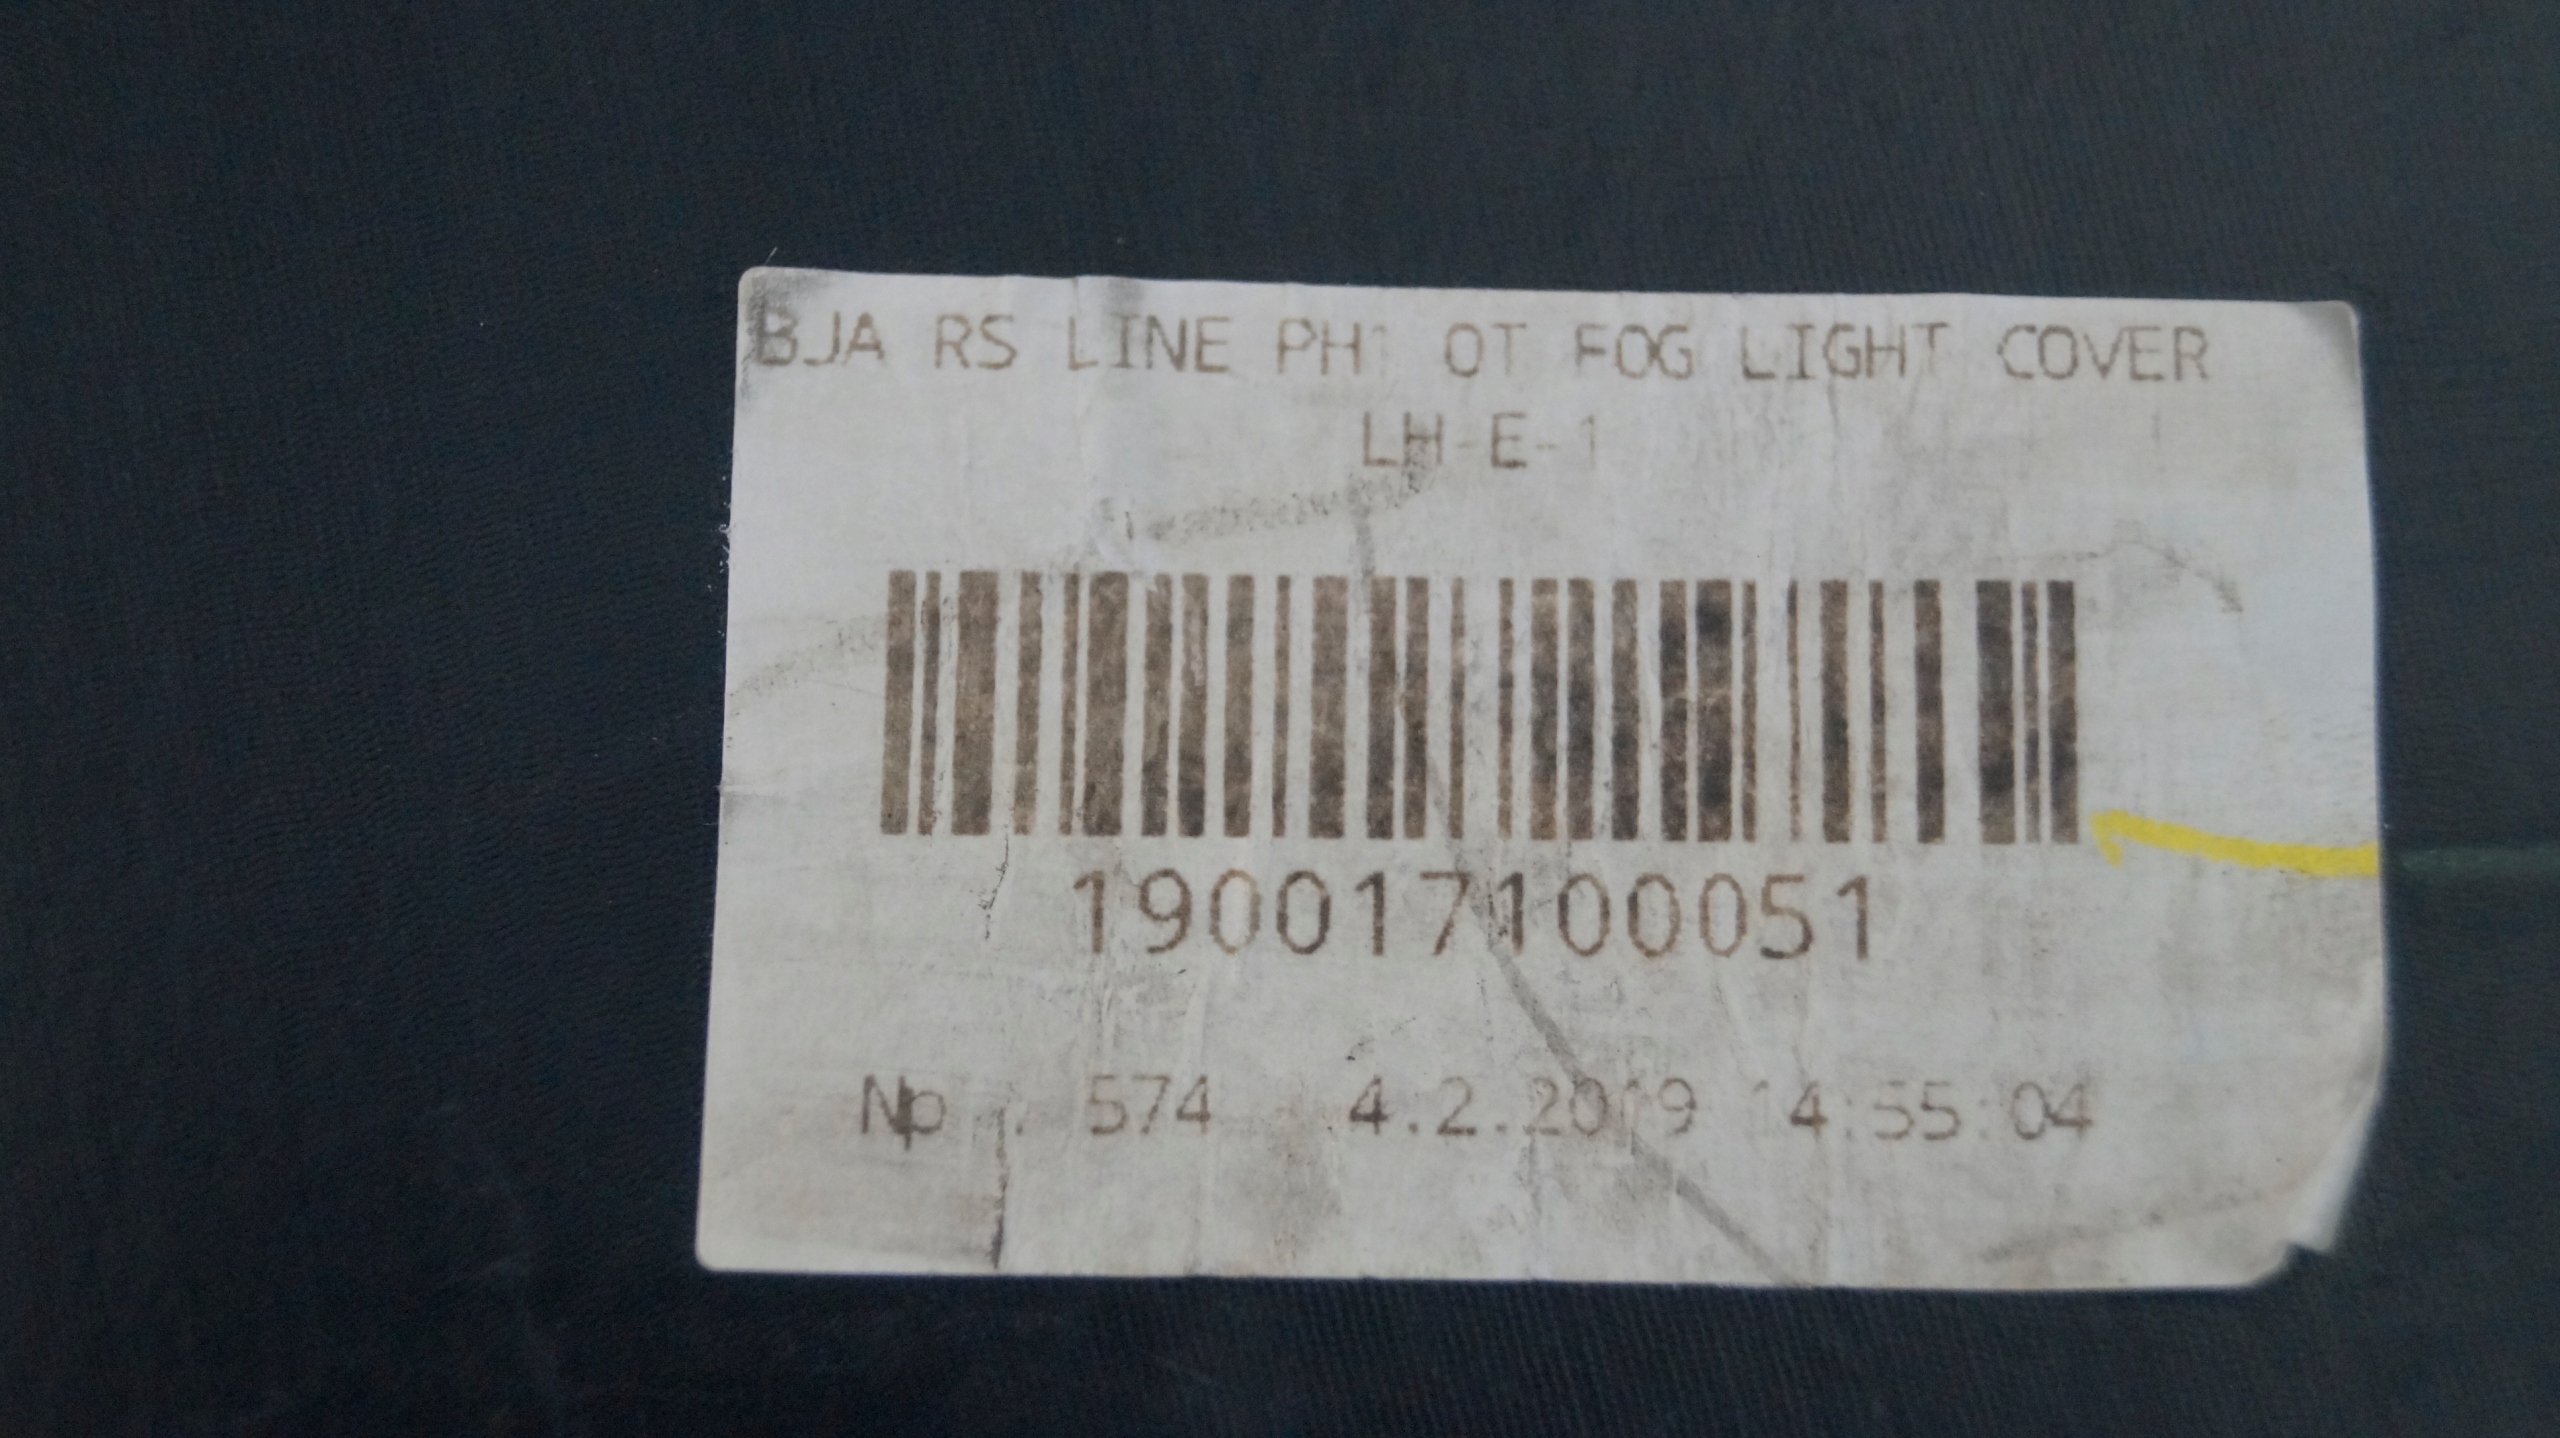 BJA RS LINE PH1 OT FOG LIGHT COVER
LH-E-1
190017100051
No . 574 4.2.2019 14:55:04